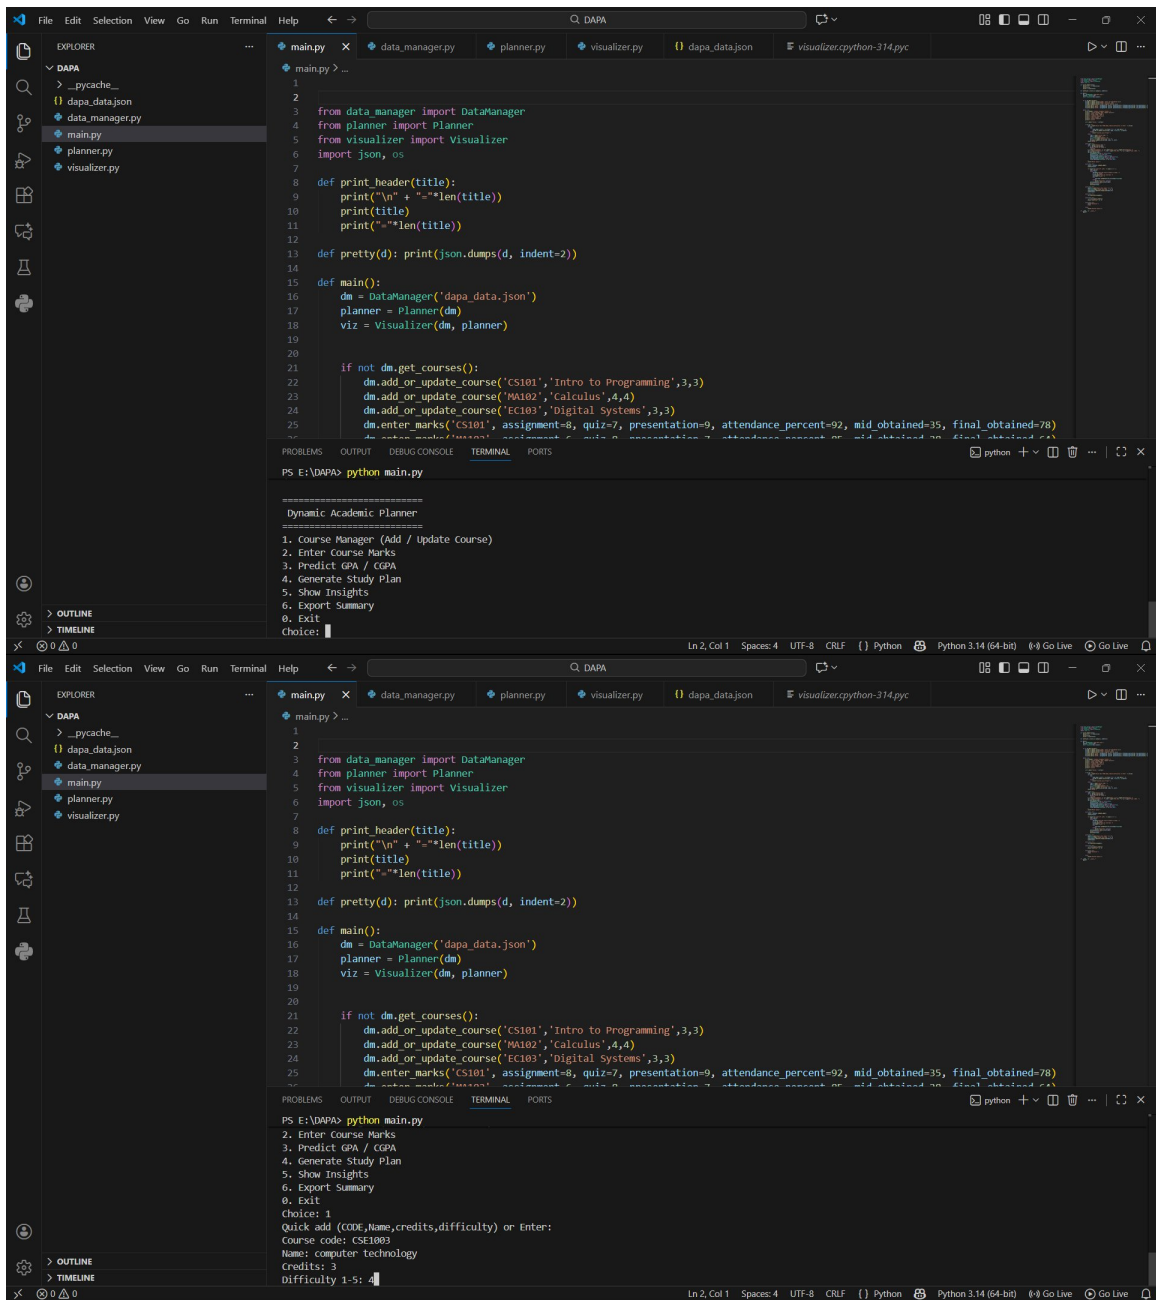 File Edit Selection View Go Run Terminal Help
DAPA
EXPLORER
main.py
data_manager.py
planner.py
visualizer.py
dapa_data.json
visualizer.cpython-314.pyc
DAPA
__pycache__
dapa_data.json
data_manager.py
main.py
planner.py
visualizer.py
OUTLINE
TIMELINE
main.py > ...
1
2
3 from data_manager import DataManager
4 from planner import Planner
5 from visualizer import Visualizer
6 import json, os
7
8 def print_header(title):
9 print("\n" + "="*len(title))
10 print(title)
11 print("="*len(title))
12
13 def pretty(d): print(json.dumps(d, indent=2))
14
15 def main():
16 dm = DataManager('dapa_data.json')
17 planner = Planner(dm)
18 viz = Visualizer(dm, planner)
19
20
21 if not dm.get_courses():
22 dm.add_or_update_course('CS101','Intro to Programming',3,3)
23 dm.add_or_update_course('MA102','Calculus',4,4)
24 dm.add_or_update_course('EC103','Digital Systems',3,3)
25 dm.enter_marks('CS101', assignment=8, quiz=7, presentation=9, attendance_percent=92, mid_obtained=35, final_obtained=78)
PROBLEMS OUTPUT DEBUG CONSOLE TERMINAL PORTS
python
PS E:\DAPA> python main.py
==========================
Dynamic Academic Planner
==========================
1. Course Manager (Add / Update Course)
2. Enter Course Marks
3. Predict GPA / CGPA
4. Generate Study Plan
5. Show Insights
6. Export Summary
0. Exit
Choice:
0 0
Ln 2, Col 1 Spaces: 4 UTF-8 CRLF { } Python Python 3.14 (64-bit) Go Live Go Live
File Edit Selection View Go Run Terminal Help
DAPA
EXPLORER
main.py
data_manager.py
planner.py
visualizer.py
dapa_data.json
visualizer.cpython-314.pyc
DAPA
__pycache__
dapa_data.json
data_manager.py
main.py
planner.py
visualizer.py
OUTLINE
TIMELINE
main.py > ...
1
2
3 from data_manager import DataManager
4 from planner import Planner
5 from visualizer import Visualizer
6 import json, os
7
8 def print_header(title):
9 print("\n" + "="*len(title))
10 print(title)
11 print("="*len(title))
12
13 def pretty(d): print(json.dumps(d, indent=2))
14
15 def main():
16 dm = DataManager('dapa_data.json')
17 planner = Planner(dm)
18 viz = Visualizer(dm, planner)
19
20
21 if not dm.get_courses():
22 dm.add_or_update_course('CS101','Intro to Programming',3,3)
23 dm.add_or_update_course('MA102','Calculus',4,4)
24 dm.add_or_update_course('EC103','Digital Systems',3,3)
25 dm.enter_marks('CS101', assignment=8, quiz=7, presentation=9, attendance_percent=92, mid_obtained=35, final_obtained=78)
PROBLEMS OUTPUT DEBUG CONSOLE TERMINAL PORTS
python
PS E:\DAPA> python main.py
2. Enter Course Marks
3. Predict GPA / CGPA
4. Generate Study Plan
5. Show Insights
6. Export Summary
0. Exit
Choice: 1
Quick add (CODE,Name,credits,difficulty) or Enter:
Course code: CSE1003
Name: computer technology
Credits: 3
Difficulty 1-5: 4
0 0
Ln 2, Col 1 Spaces: 4 UTF-8 CRLF { } Python Python 3.14 (64-bit) Go Live Go Live